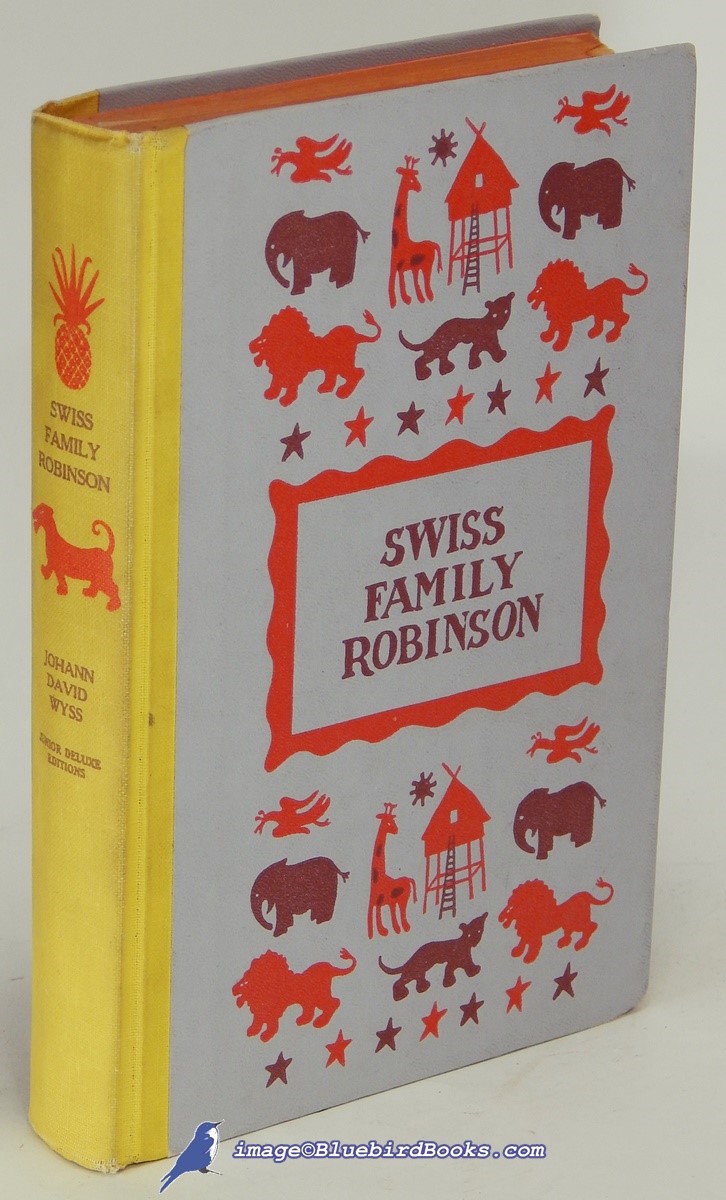 SWISS
FAMILY
ROBINSON
JOHANN
DAVID
WYSS
JUNIOR DELUXE
EDITIONS
SWISS
FAMILY
ROBINSON
image©BluebirdBooks.com